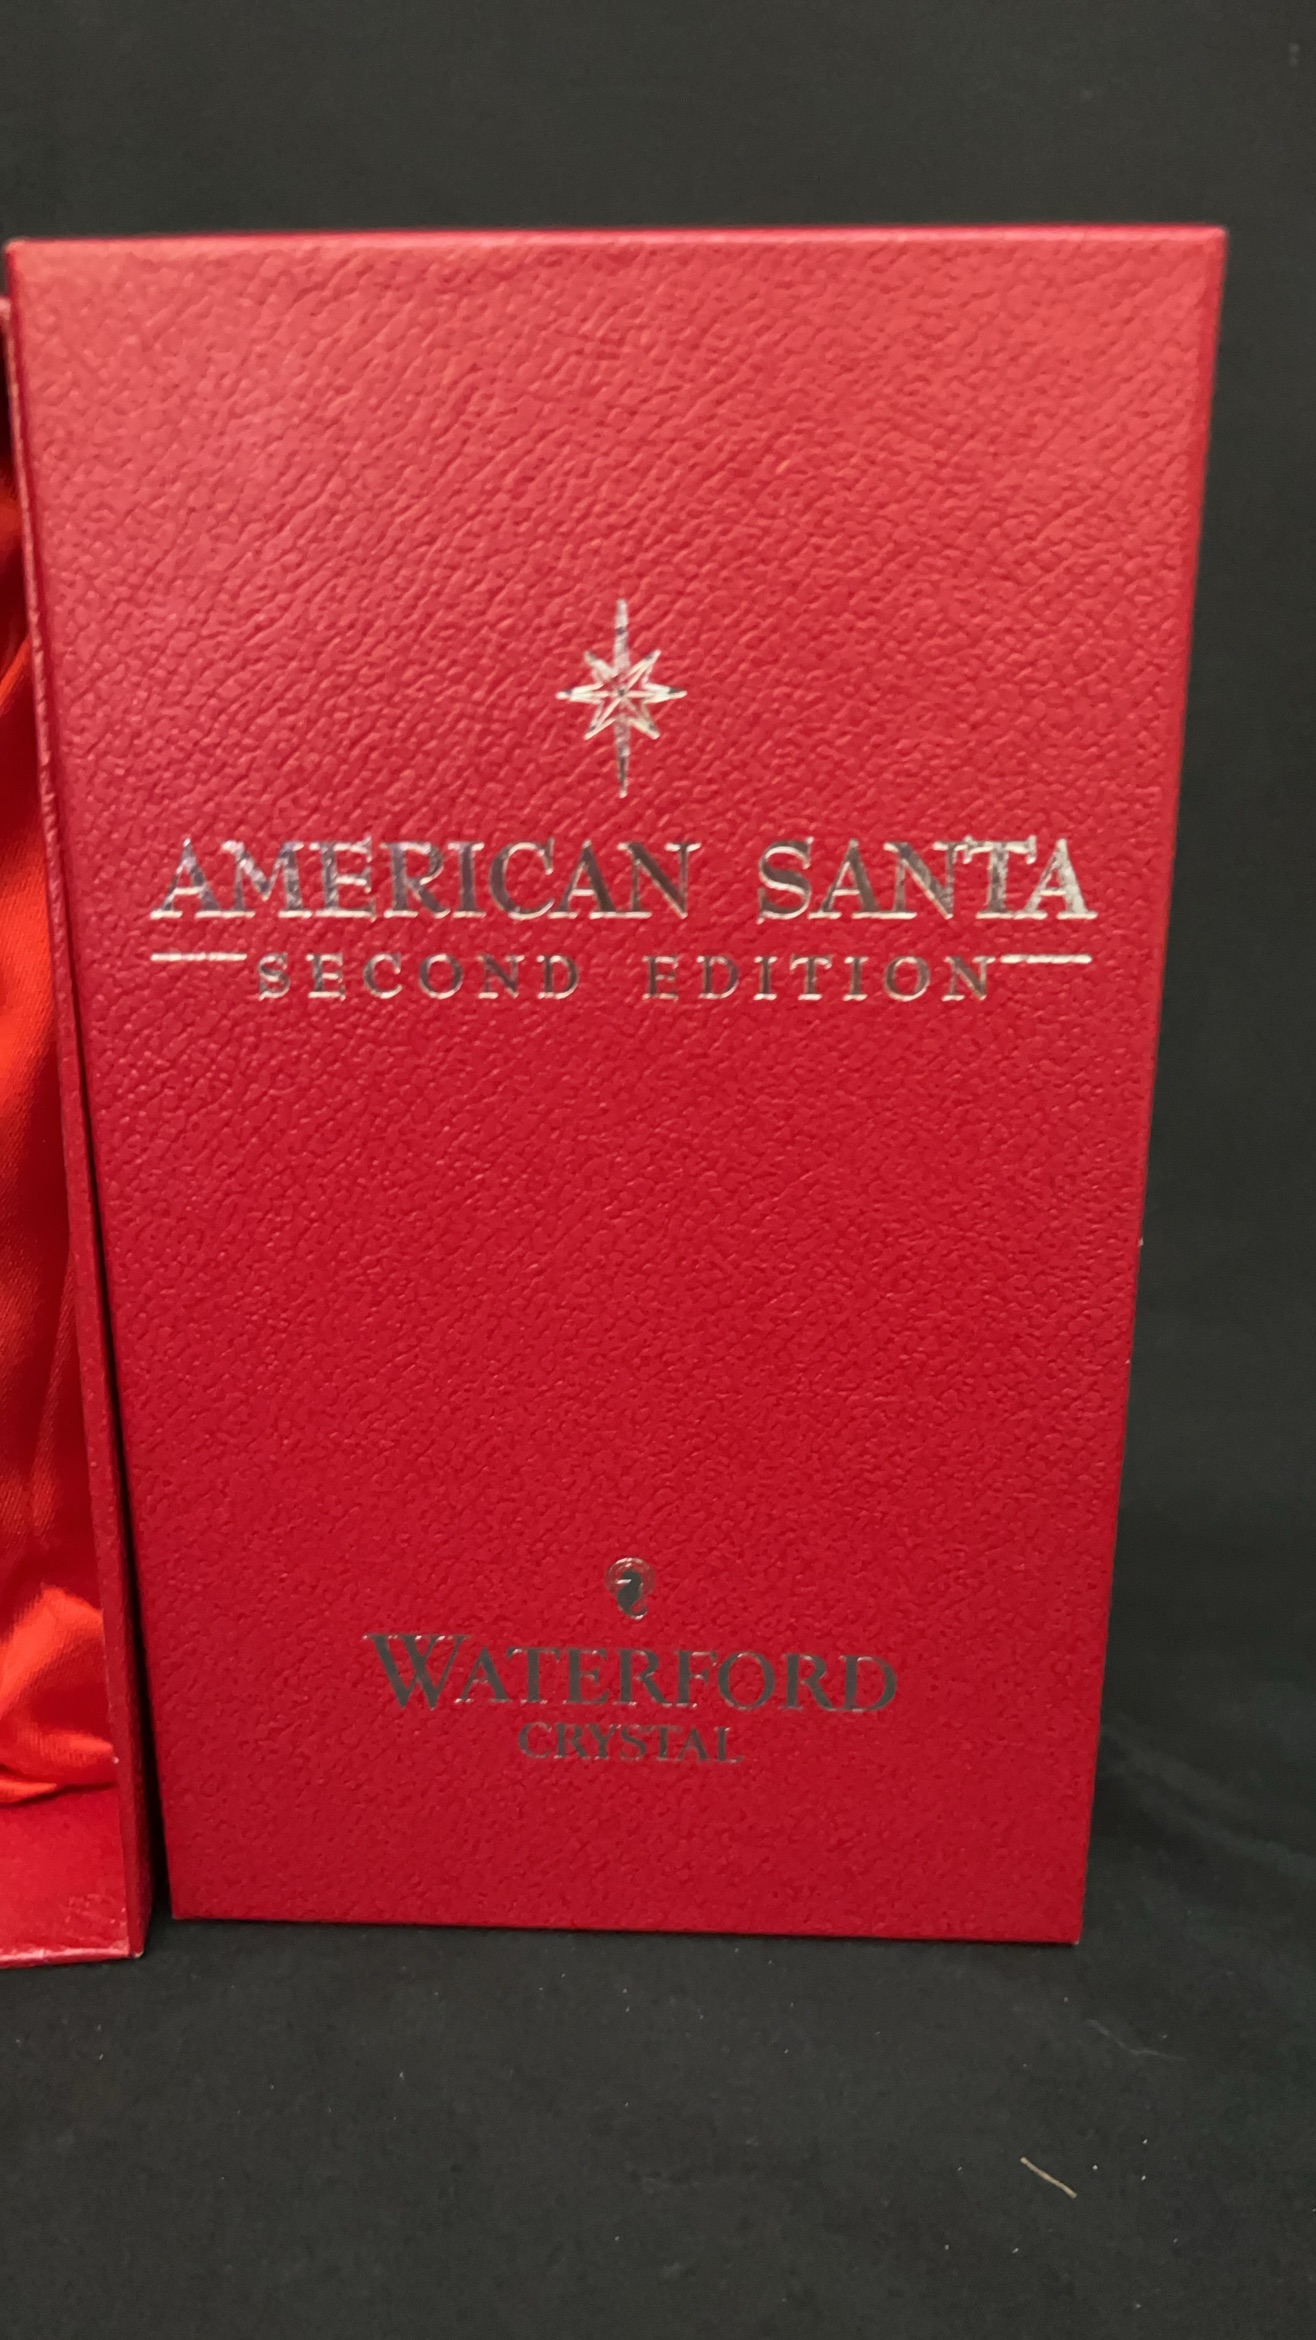 AMERICAN SANTA
SECOND EDITION
WATERFORD
CRYSTAL